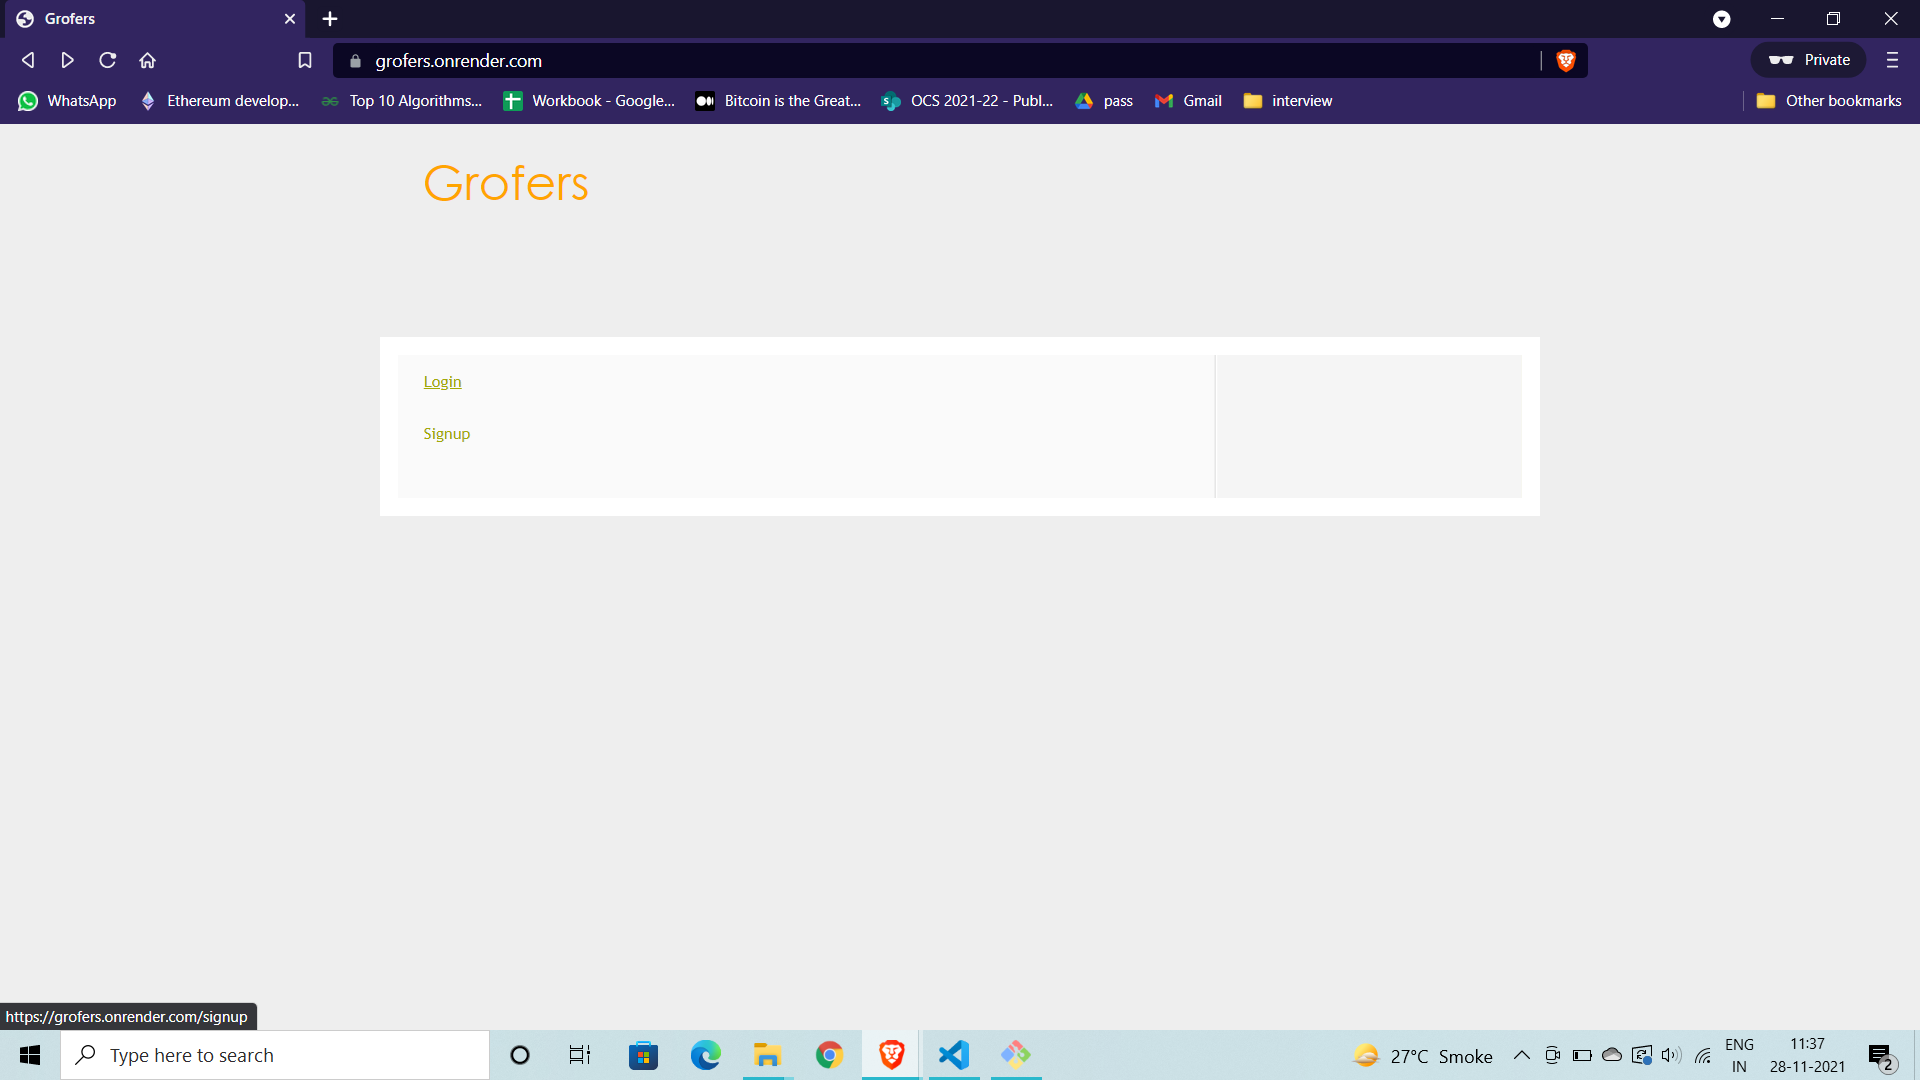 Grofers
grofers.onrender.com
Private
WhatsApp
Ethereum develop...
Top 10 Algorithms...
Workbook - Google...
Bitcoin is the Great...
OCS 2021-22 - Publ...
pass
Gmail
interview
Other bookmarks
Grofers
Login
Signup
https://grofers.onrender.com/signup
Type here to search
27°C Smoke
ENG
IN
11:37
28-11-2021
2